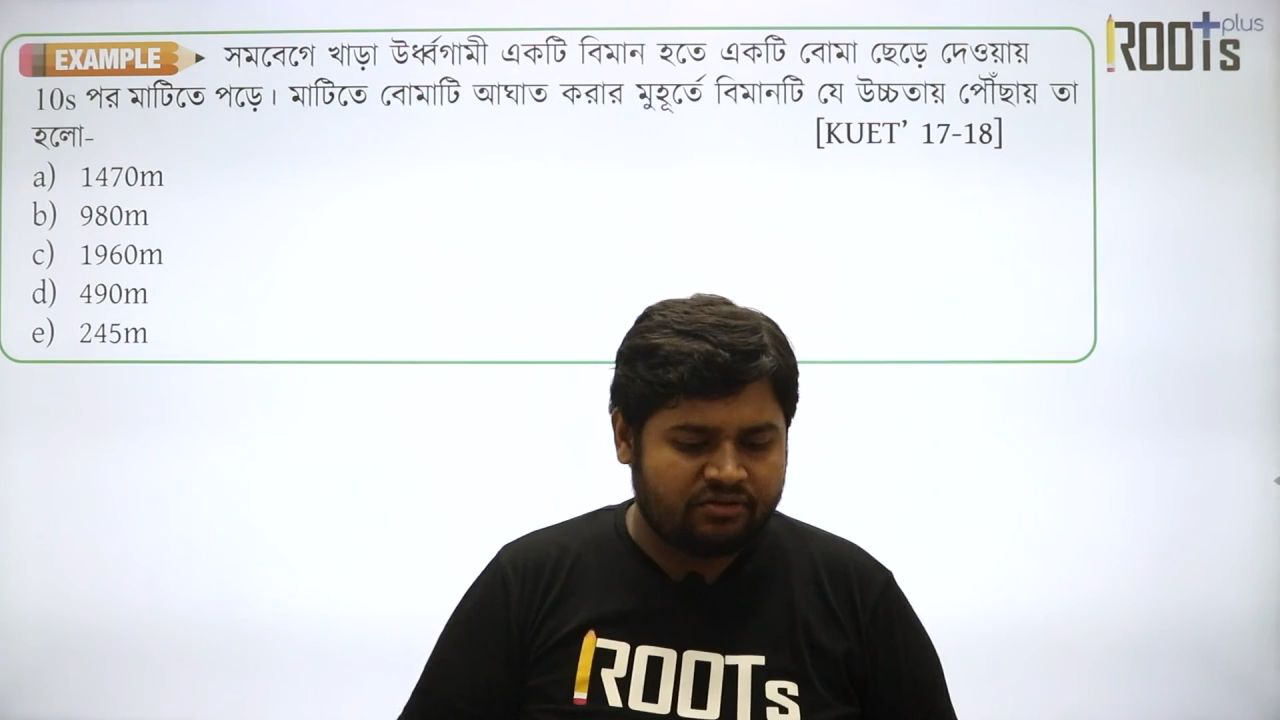 ROOTs plus
EXAMPLE সমবেগে খাড়া উর্ধ্বগামী একটি বিমান হতে একটি বোমা ছেড়ে দেওয়ায়
10s পর মাটিতে পড়ে। মাটিতে বোমাটি আঘাত করার মুহূর্তে বিমানটি যে উচ্চতায় পৌঁছায় তা
হলো-
[KUET’ 17-18]
a) 1470m
b) 980m
c) 1960m
d) 490m
e) 245m
ROOTs